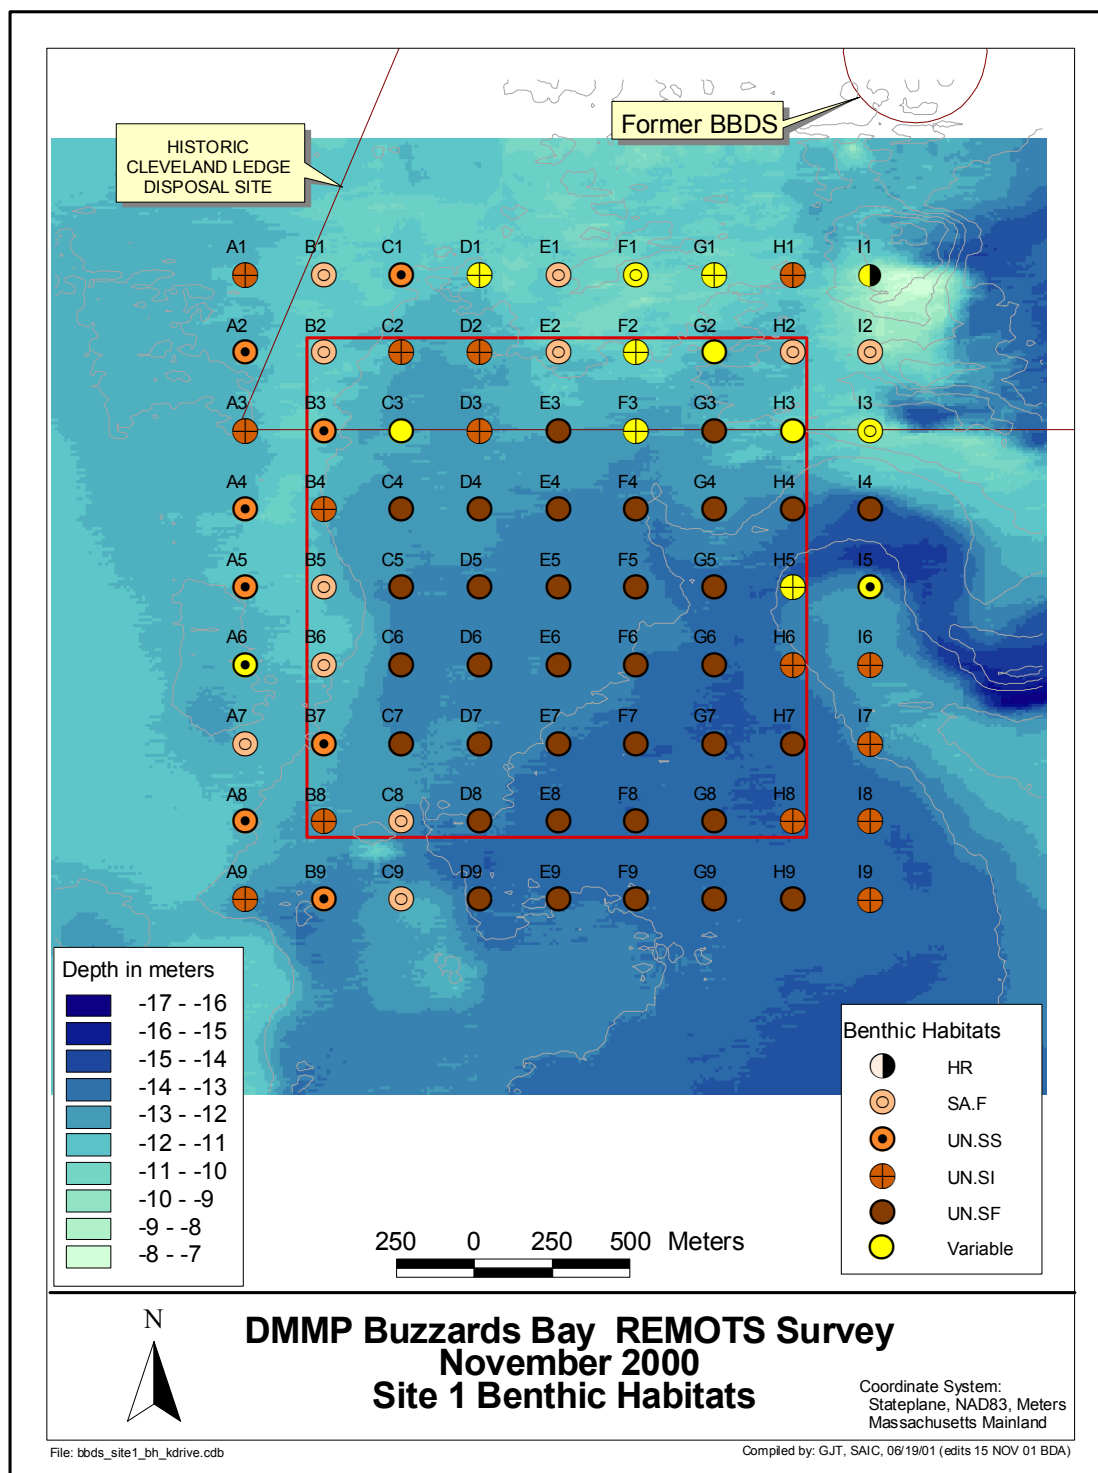 Former BBDS
HISTORIC
CLEVELAND LEDGE
DISPOSAL SITE
A1 B1 C1 D1 E1 F1 G1 H1 I1
A2 B2 C2 D2 E2 F2 G2 H2 I2
A3 B3 C3 D3 E3 F3 G3 H3 I3
A4 B4 C4 D4 E4 F4 G4 H4 I4
A5 B5 C5 D5 E5 F5 G5 H5 I5
A6 B6 C6 D6 E6 F6 G6 H6 I6
A7 B7 C7 D7 E7 F7 G7 H7 I7
A8 B8 C8 D8 E8 F8 G8 H8 I8
A9 B9 C9 D9 E9 F9 G9 H9 I9
Depth in meters
-17 - -16
-16 - -15
-15 - -14
-14 - -13
-13 - -12
-12 - -11
-11 - -10
-10 - -9
-9 - -8
-8 - -7
Benthic Habitats
HR
SA.F
UN.SS
UN.SI
UN.SF
Variable
250 0 250 500 Meters
N
DMMP Buzzards Bay REMOTS Survey
November 2000
Site 1 Benthic Habitats
Coordinate System:
Stateplane, NAD83, Meters
Massachusetts Mainland
File: bbds_site1_bh_kdrive.cdb
Compiled by: GJT, SAIC, 06/19/01 (edits 15 NOV 01 BDA)